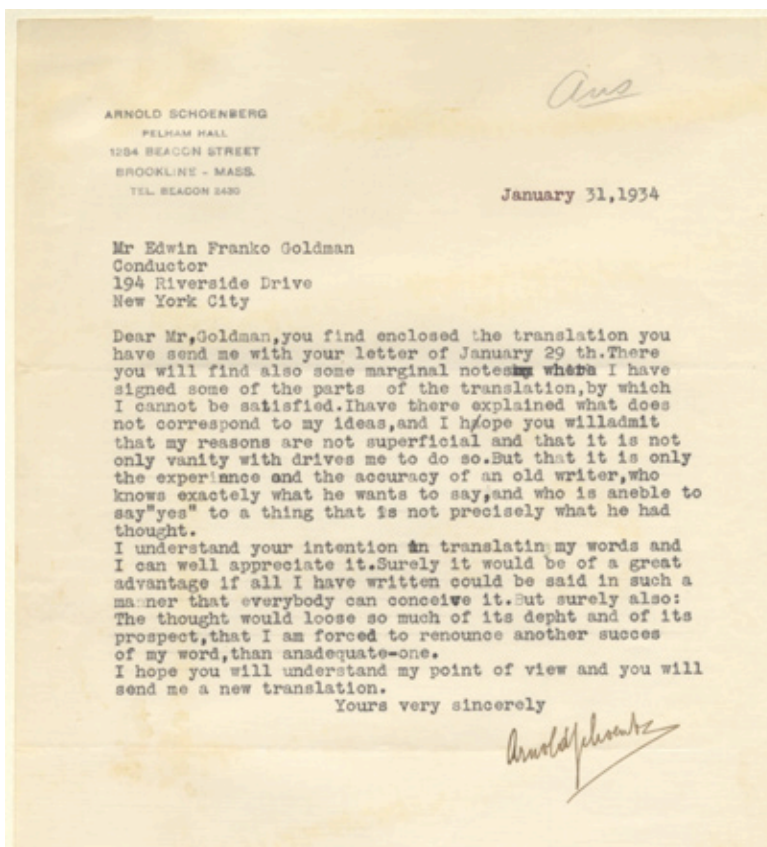 Ans
ARNOLD SCHOENBERG
PELHAM HALL
1284 BEACON STREET
BROOKLINE - MASS.
TEL. BEACON 2430
January 31,1934
Mr Edwin Franko Goldman
Conductor
194 Riverside Drive
New York City
Dear Mr,Goldman,you find enclosed the translation you
have send me with your letter of January 29 th.There
you will find also some marginal notes where I have
signed some of the parts of the translation,by which
I cannot be satisfied.Ihave there explained what does
not correspond to my ideas,and I hope you willadmit
that my reasons are not superficial and that it is not
only vanity with drives me to do so.But that it is only
the experiance and the accuracy of an old writer,who
knows exactely what he wants to say,and who is aneble to
say"yes" to a thing that is not precisely what he had
thought.
I understand your intention in translatin my words and
I can well appreciate it.Surely it would be of a great
advantage if all I have written could be said in such a
manner that everybody can conceive it.But surely also:
The thought would loose so much of its depht and of its
prospect,that I am forced to renounce another succes
of my word,than anadequate-one.
I hope you will understand my point of view and you will
send me a new translation.
Yours very sincerely
Arnold Schoenberg